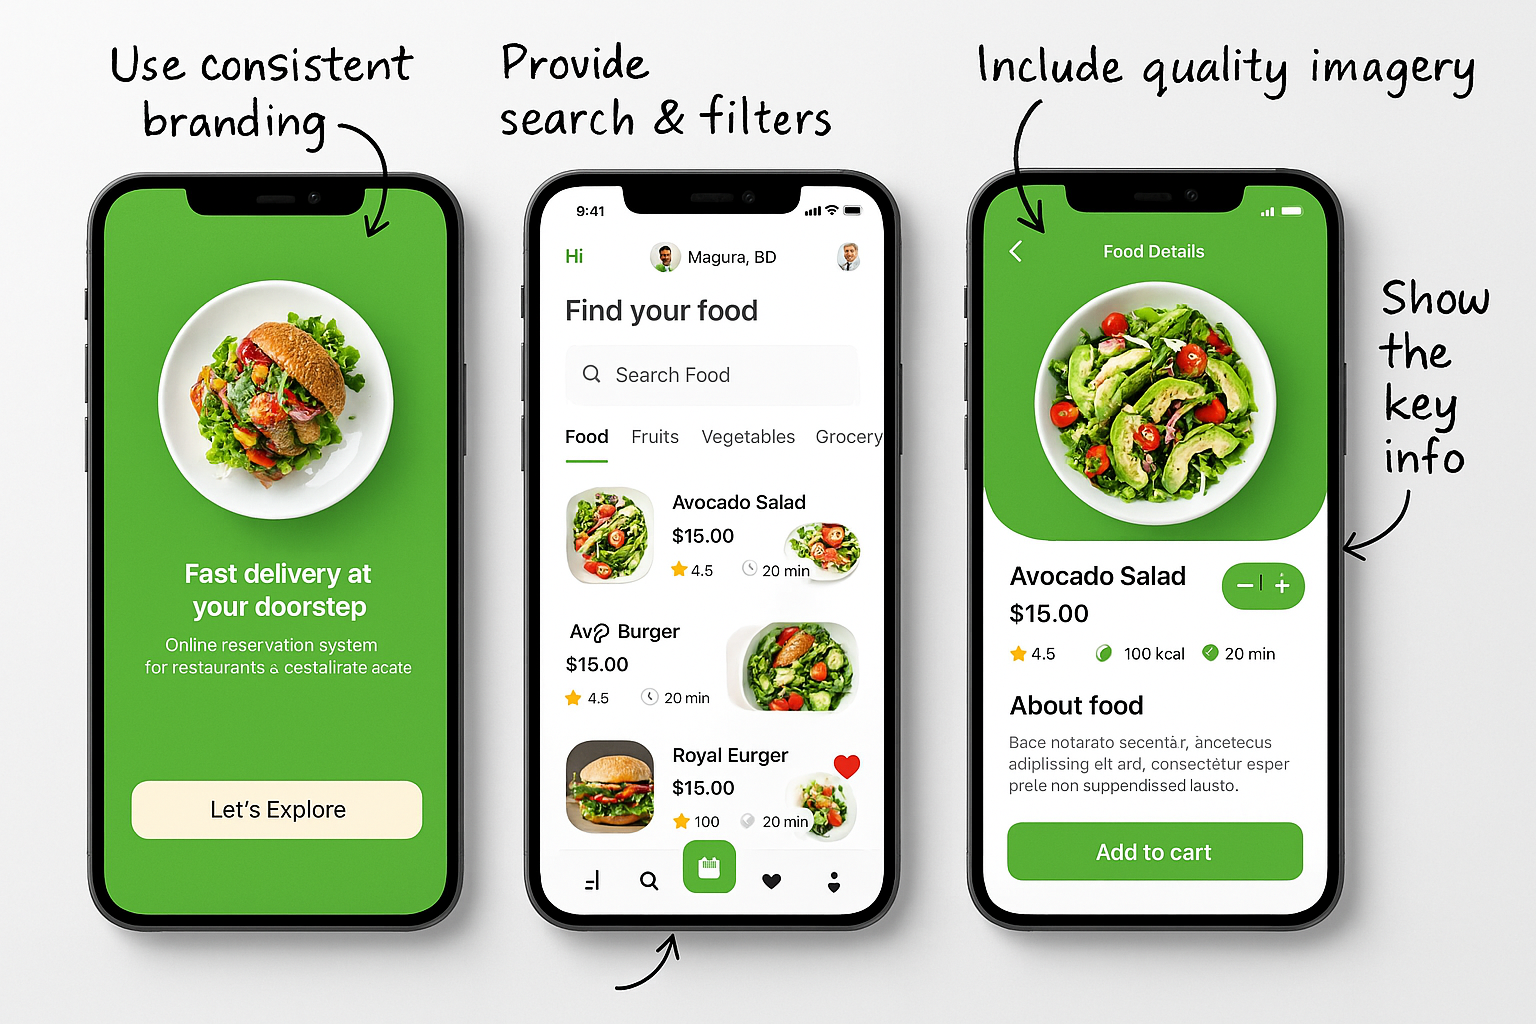 Use consistent
branding
Provide
search & filters
Include quality imagery
Show
the
key
info
Fast delivery at
your doorstep
Online reservation system
for restaurants & cestalirate acate
Let's Explore
9:41
Hi
Magura, BD
Find your food
Search Food
Food Fruits Vegetables Grocery
Avocado Salad
$15.00
4.5 20 min
Burger
$15.00
4.5 20 min
Royal Eurger
$15.00
100 20 min
Food Details
Avocado Salad
$15.00
− | +
4.5 100 kcal 20 min
About food
Bace notarato secentàr, àncetecus
adiplissing elt ard, consectétur esper
prele non suppendissed lausto.
Add to cart